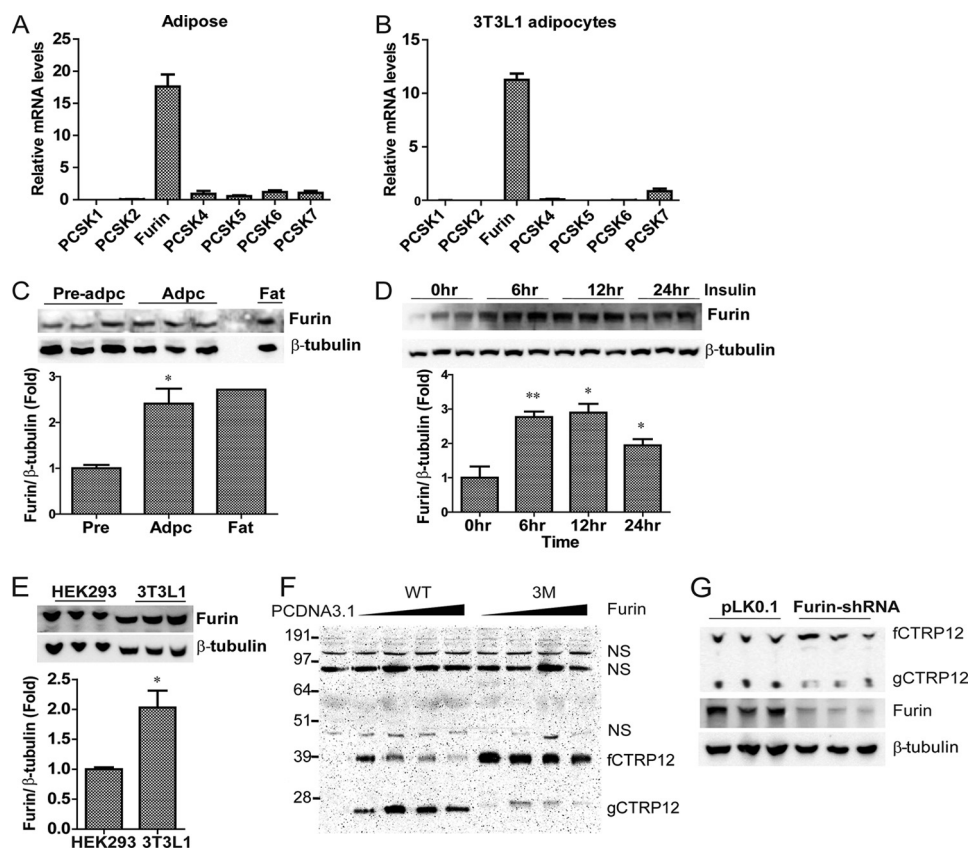 A
Adipose
Relative mRNA levels
25
20
15
10
5
0
PCSK1
PCSK2
Furin
PCSK4
PCSK5
PCSK6
PCSK7
B
3T3L1 adipocytes
Relative mRNA levels
15
10
5
0
PCSK1
PCSK2
Furin
PCSK4
PCSK5
PCSK6
PCSK7
C
Pre-adpc Adpc Fat
Furin
β-tubulin
Furin/β-tubulin (Fold)
3
2
1
0
*
Pre Adpc Fat
D
0hr 6hr 12hr 24hr Insulin
Furin
β-tubulin
Furin/β-tubulin (Fold)
4
3
2
1
0
** * *
0hr 6hr 12hr 24hr
Time
E
HEK293 3T3L1
Furin
β-tubulin
Furin/β-tubulin (Fold)
2.5
2.0
1.5
1.0
0.5
0.0
*
HEK293 3T3L1
F
WT 3M
PCDNA3.1 Furin
191
97
64
51
39
28
NS
NS
NS
fCTRP12
gCTRP12
G
pLK0.1 Furin-shRNA
fCTRP12
gCTRP12
Furin
β-tubulin